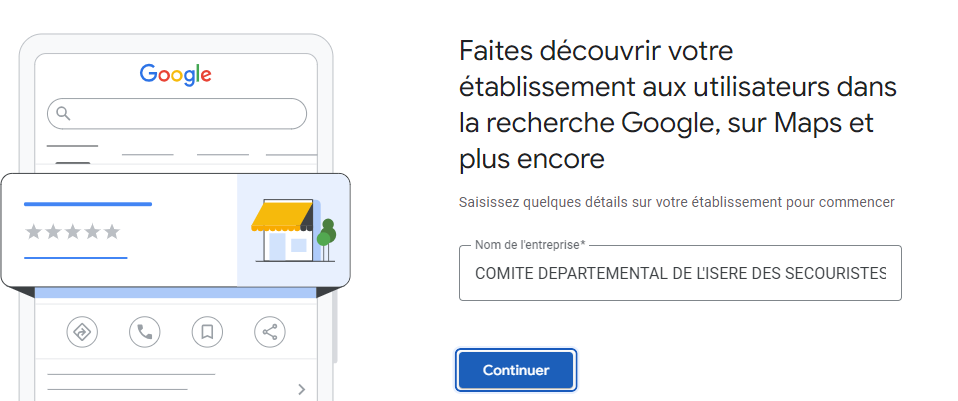 Google
Faites découvrir votre
établissement aux utilisateurs dans
la recherche Google, sur Maps et
plus encore
Saisissez quelques détails sur votre établissement pour commencer
Nom de l'entreprise*
COMITE DEPARTEMENTAL DE L'ISERE DES SECOURISTES
Continuer